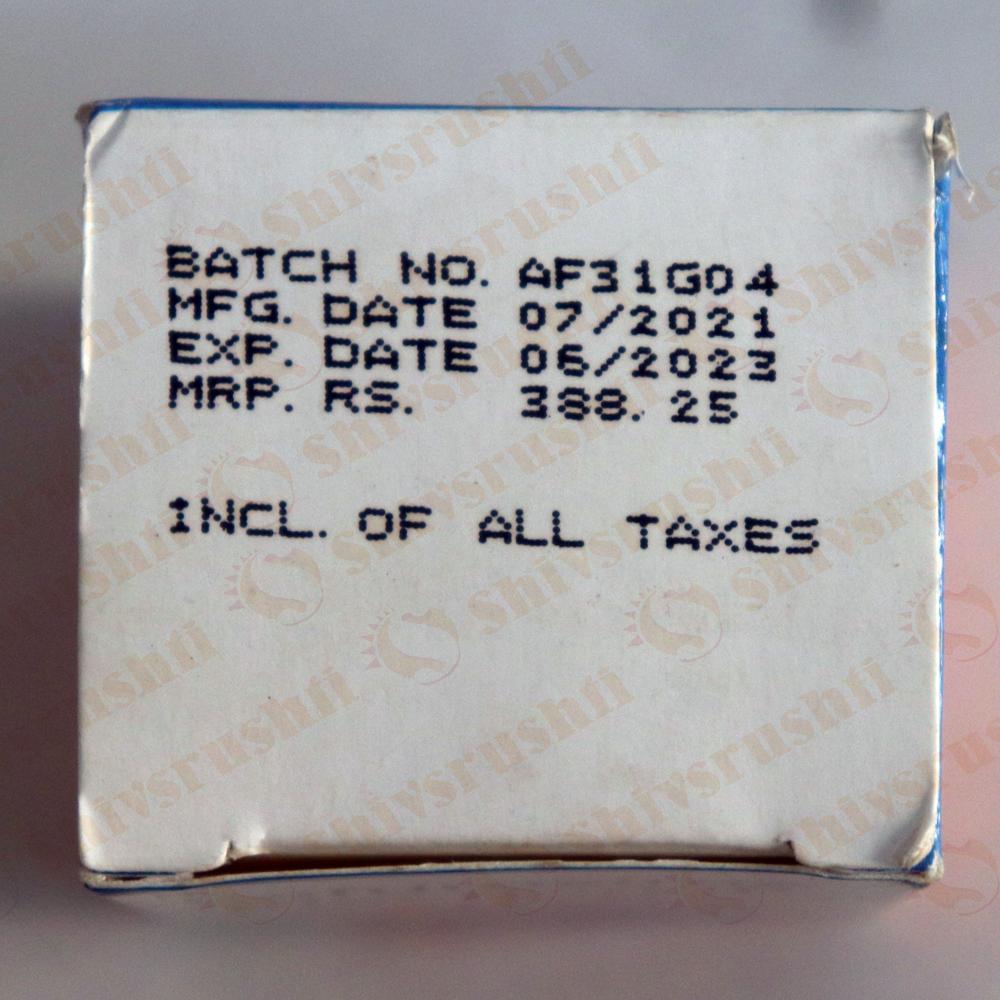 BATCH NO. AF31G04
MFG. DATE 07/2021
EXP. DATE 06/2023
MRP. RS. 388.25
INCL. OF ALL TAXES
Shivsrushti